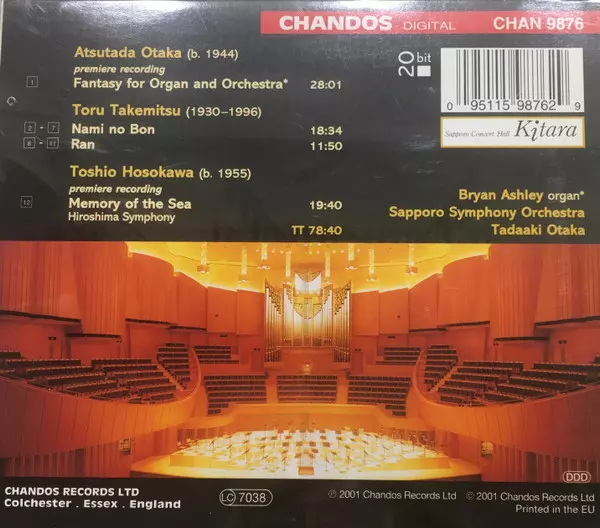 CHANDOS DIGITAL CHAN 9876
Atsutada Otaka (b. 1944)
premiere recording
1 Fantasy for Organ and Orchestra* 28:01
Toru Takemitsu (1930–1996)
2 - 7 Nami no Bon 18:34
8 - 11 Ran 11:50
Toshio Hosokawa (b. 1955)
premiere recording
12 Memory of the Sea 19:40
Hiroshima Symphony
TT 78:40
20 bit
0 95115 98762 9
Sapporo Concert Hall Kitara
Bryan Ashley organ*
Sapporo Symphony Orchestra
Tadaaki Otaka
DDD
CHANDOS RECORDS LTD
Colchester . Essex . England
LC 7038
℗ 2001 Chandos Records Ltd © 2001 Chandos Records Ltd
Printed in the EU